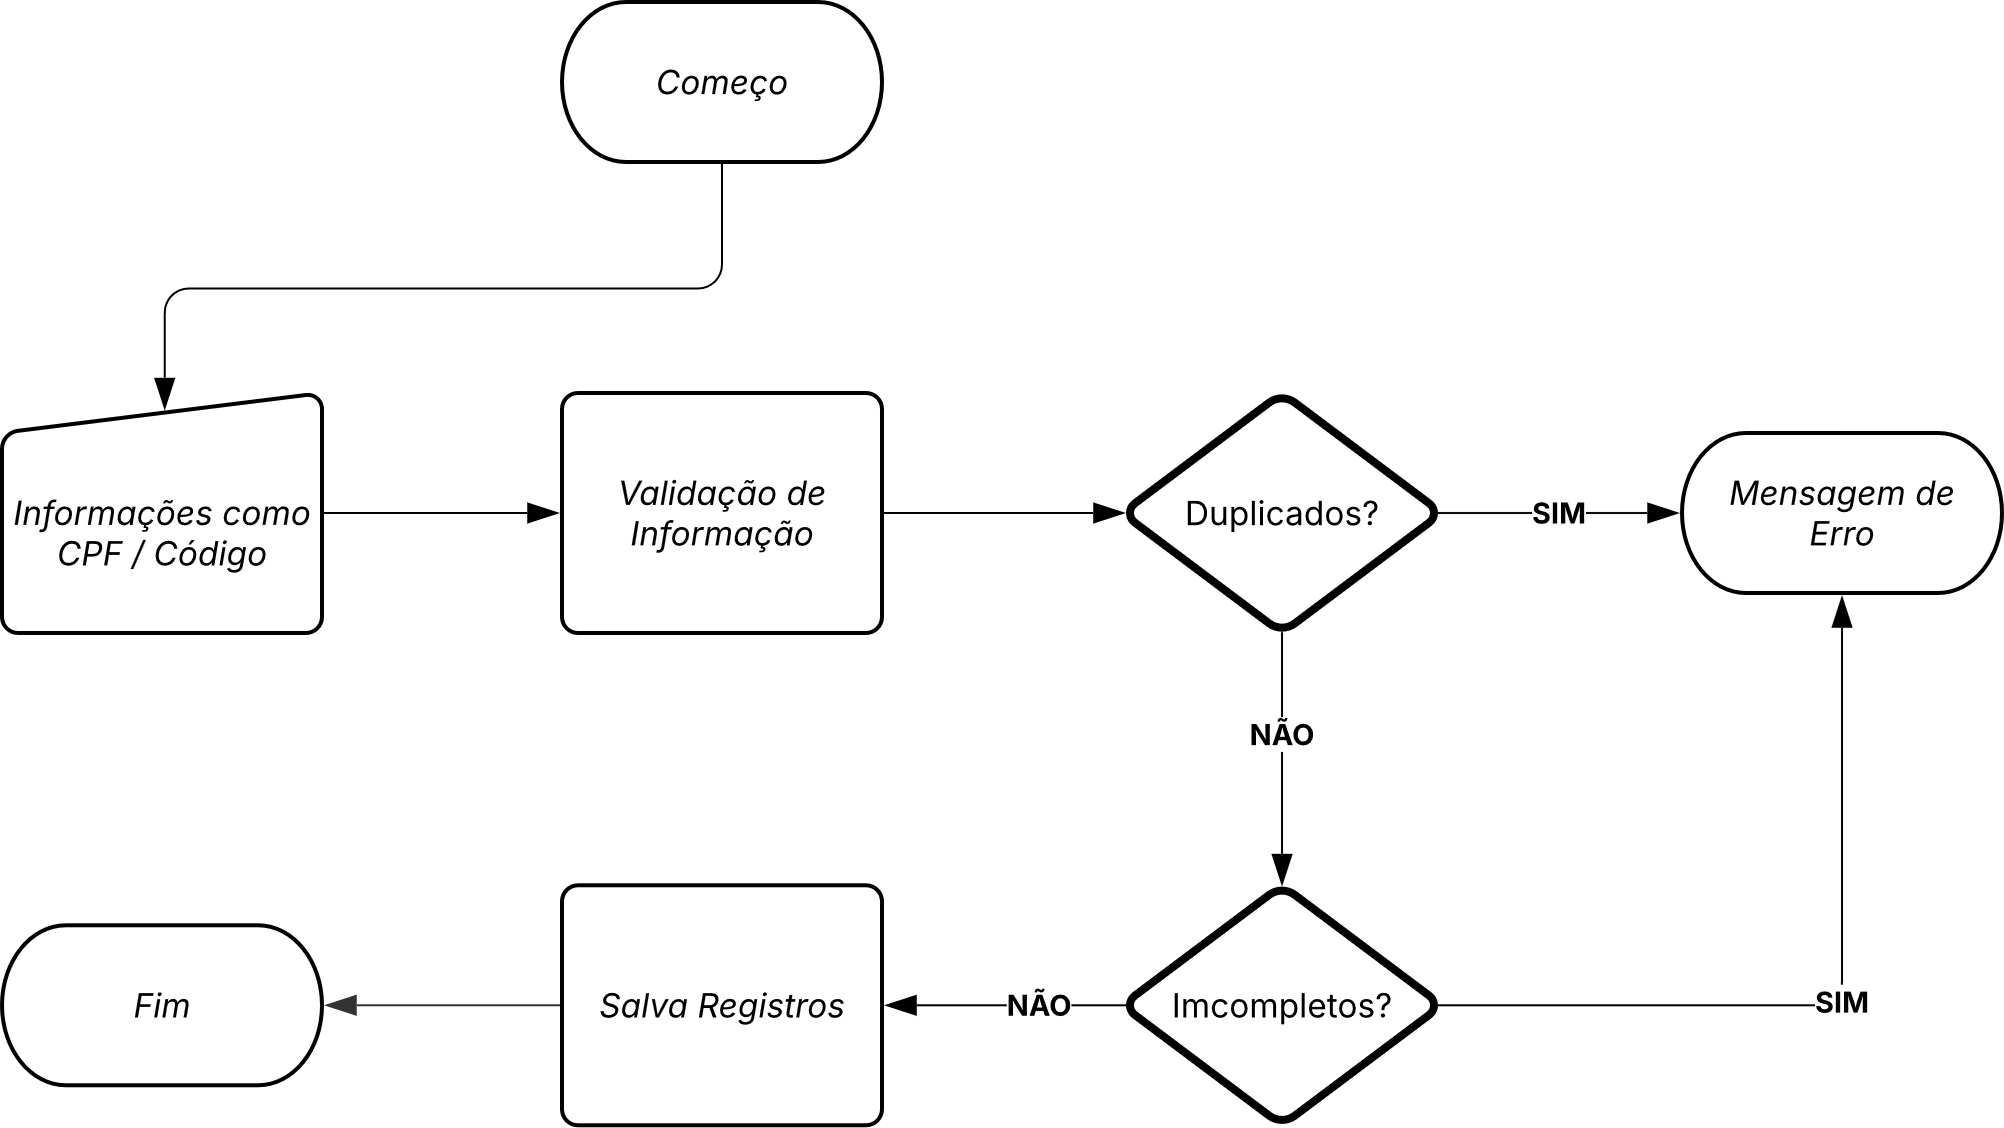 Começo
Informações como
CPF / Código
Validação de
Informação
Duplicados?
SIM
Mensagem de
Erro
NÃO
Fim
Salva Registros
NÃO
Imcompletos?
SIM